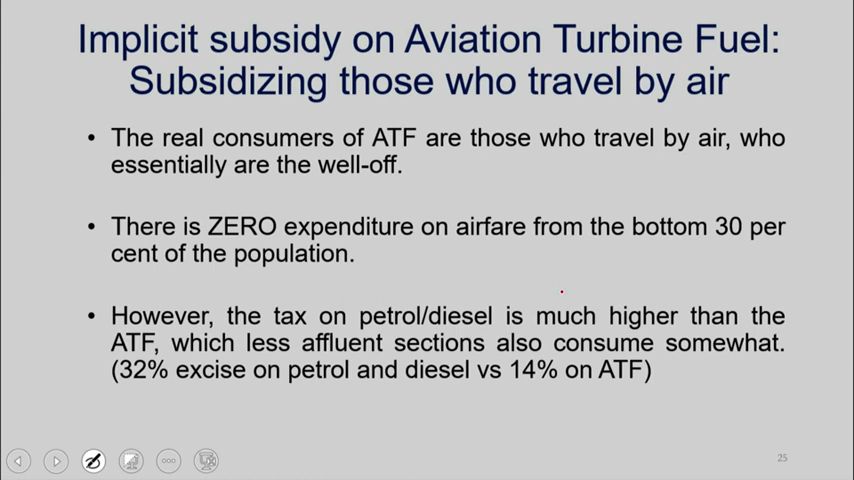 Implicit subsidy on Aviation Turbine Fuel:
Subsidizing those who travel by air
• The real consumers of ATF are those who travel by air, who
essentially are the well-off.
• There is ZERO expenditure on airfare from the bottom 30 per
cent of the population.
• However, the tax on petrol/diesel is much higher than the
ATF, which less affluent sections also consume somewhat.
(32% excise on petrol and diesel vs 14% on ATF)
25